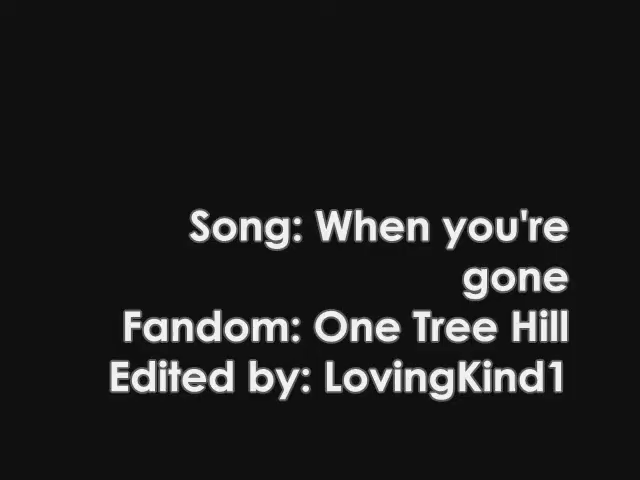 Song: When you're
gone
Fandom: One Tree Hill
Edited by: LovingKind1